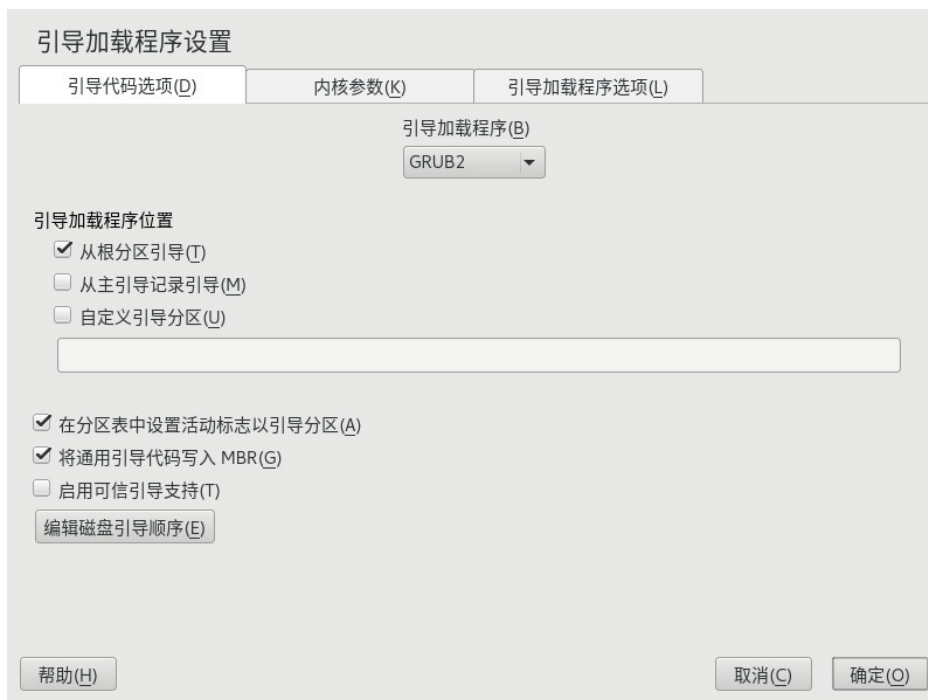 引导加载程序设置
引导代码选项(D)
内核参数(K)
引导加载程序选项(L)
引导加载程序(B)
GRUB2
引导加载程序位置
从根分区引导(T)
从主引导记录引导(M)
自定义引导分区(U)
在分区表中设置活动标志以引导分区(A)
将通用引导代码写入 MBR(G)
启用可信引导支持(T)
编辑磁盘引导顺序(E)
帮助(H)
取消(C)
确定(O)